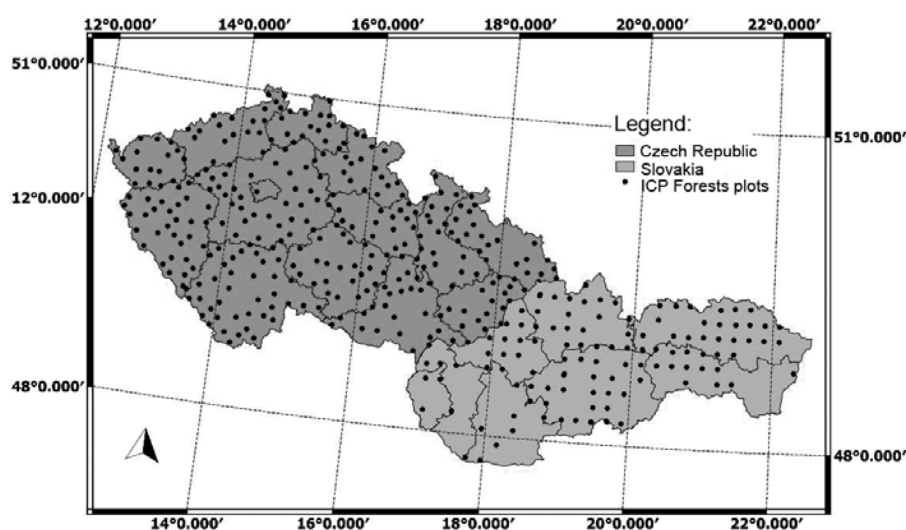 12°0.000′ 14°0.000′ 16°0.000′ 18°0.000′ 20°0.000′ 22°0.000′
51°0.000′
51°0.000′
Legend:
Czech Republic
Slovakia
ICP Forests plots
12°0.000′
48°0.000′
48°0.000′
14°0.000′ 16°0.000′ 18°0.000′ 20°0.000′ 22°0.000′